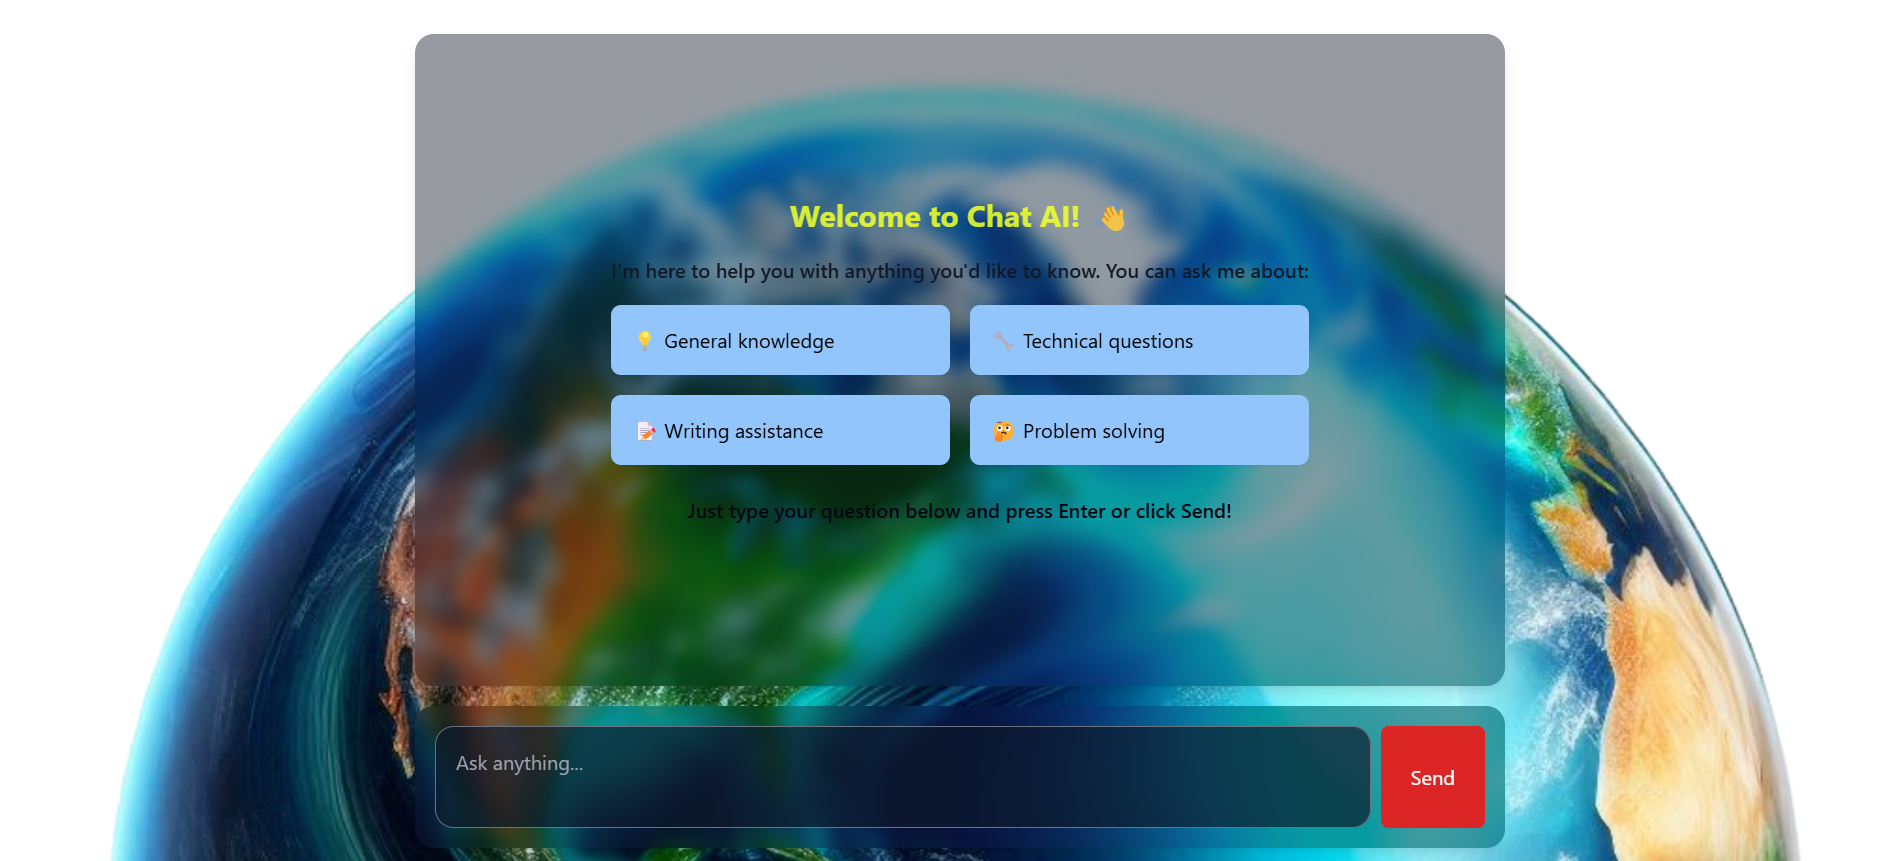 Welcome to Chat AI! 👋
I'm here to help you with anything you'd like to know. You can ask me about:
💡 General knowledge
🔧 Technical questions
📝 Writing assistance
🤔 Problem solving
Just type your question below and press Enter or click Send!
Ask anything...
Send